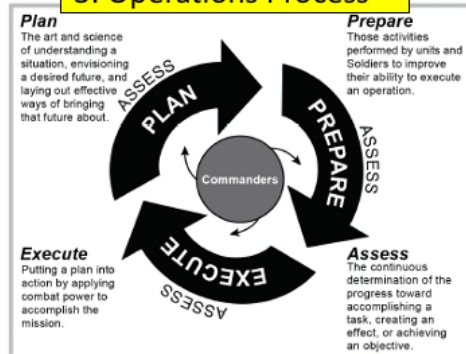 Operations Process
Plan
The art and science
of understanding a
situation, envisioning
a desired future, and
laying out effective
ways of bringing
that future about.
Prepare
Those activities
performed by units and
Soldiers to improve
their ability to execute
an operation.
ASSESS
PLAN
PREPARE
ASSESS
Commanders
EXECUTE
ASSESS
Execute
Putting a plan into
action by applying
combat power to
accomplish the
mission.
Assess
The continuous
determination of the
progress toward
accomplishing a
task, creating an
effect, or achieving
an objective.